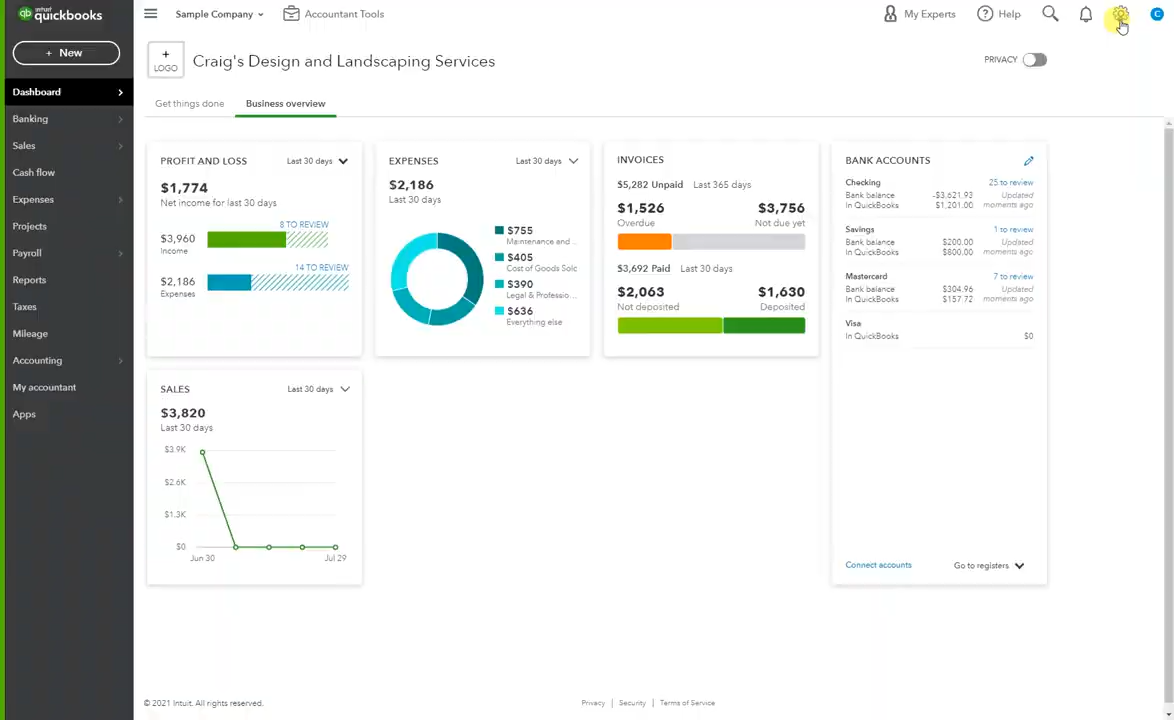 intuit
quickbooks
Sample Company
Accountant Tools
My Experts
Help
C
+ New
+
LOGO
Craig's Design and Landscaping Services
PRIVACY
Dashboard
Banking
Sales
Cash flow
Expenses
Projects
Payroll
Reports
Taxes
Mileage
Accounting
My accountant
Apps
Get things done
Business overview
PROFIT AND LOSS
Last 30 days
$1,774
Net income for last 30 days
8 TO REVIEW
$3,960
Income
14 TO REVIEW
$2,186
Expenses
EXPENSES
Last 30 days
$2,186
Last 30 days
$755
Maintenance and...
$405
Cost of Goods Solc
$390
Legal & Professio...
$636
Everything else
INVOICES
$5,282 Unpaid Last 365 days
$1,526 $3,756
Overdue Not due yet
$3,692 Paid Last 30 days
$2,063 $1,630
Not deposited Deposited
BANK ACCOUNTS
Checking 25 to review
Bank balance -$3,621.93 Updated
In QuickBooks $1,201.00 moments ago
Savings 1 to review
Bank balance $200.00 Updated
In QuickBooks $800.00 moments ago
Mastercard 7 to review
Bank balance $304.96 Updated
In QuickBooks $157.72 moments ago
Visa
In QuickBooks $0
Connect accounts Go to registers
SALES
Last 30 days
$3,820
Last 30 days
$3.9K
$2.6K
$1.3K
$0
Jun 30 Jul 29
© 2021 Intuit. All rights reserved.
Privacy | Security | Terms of Service